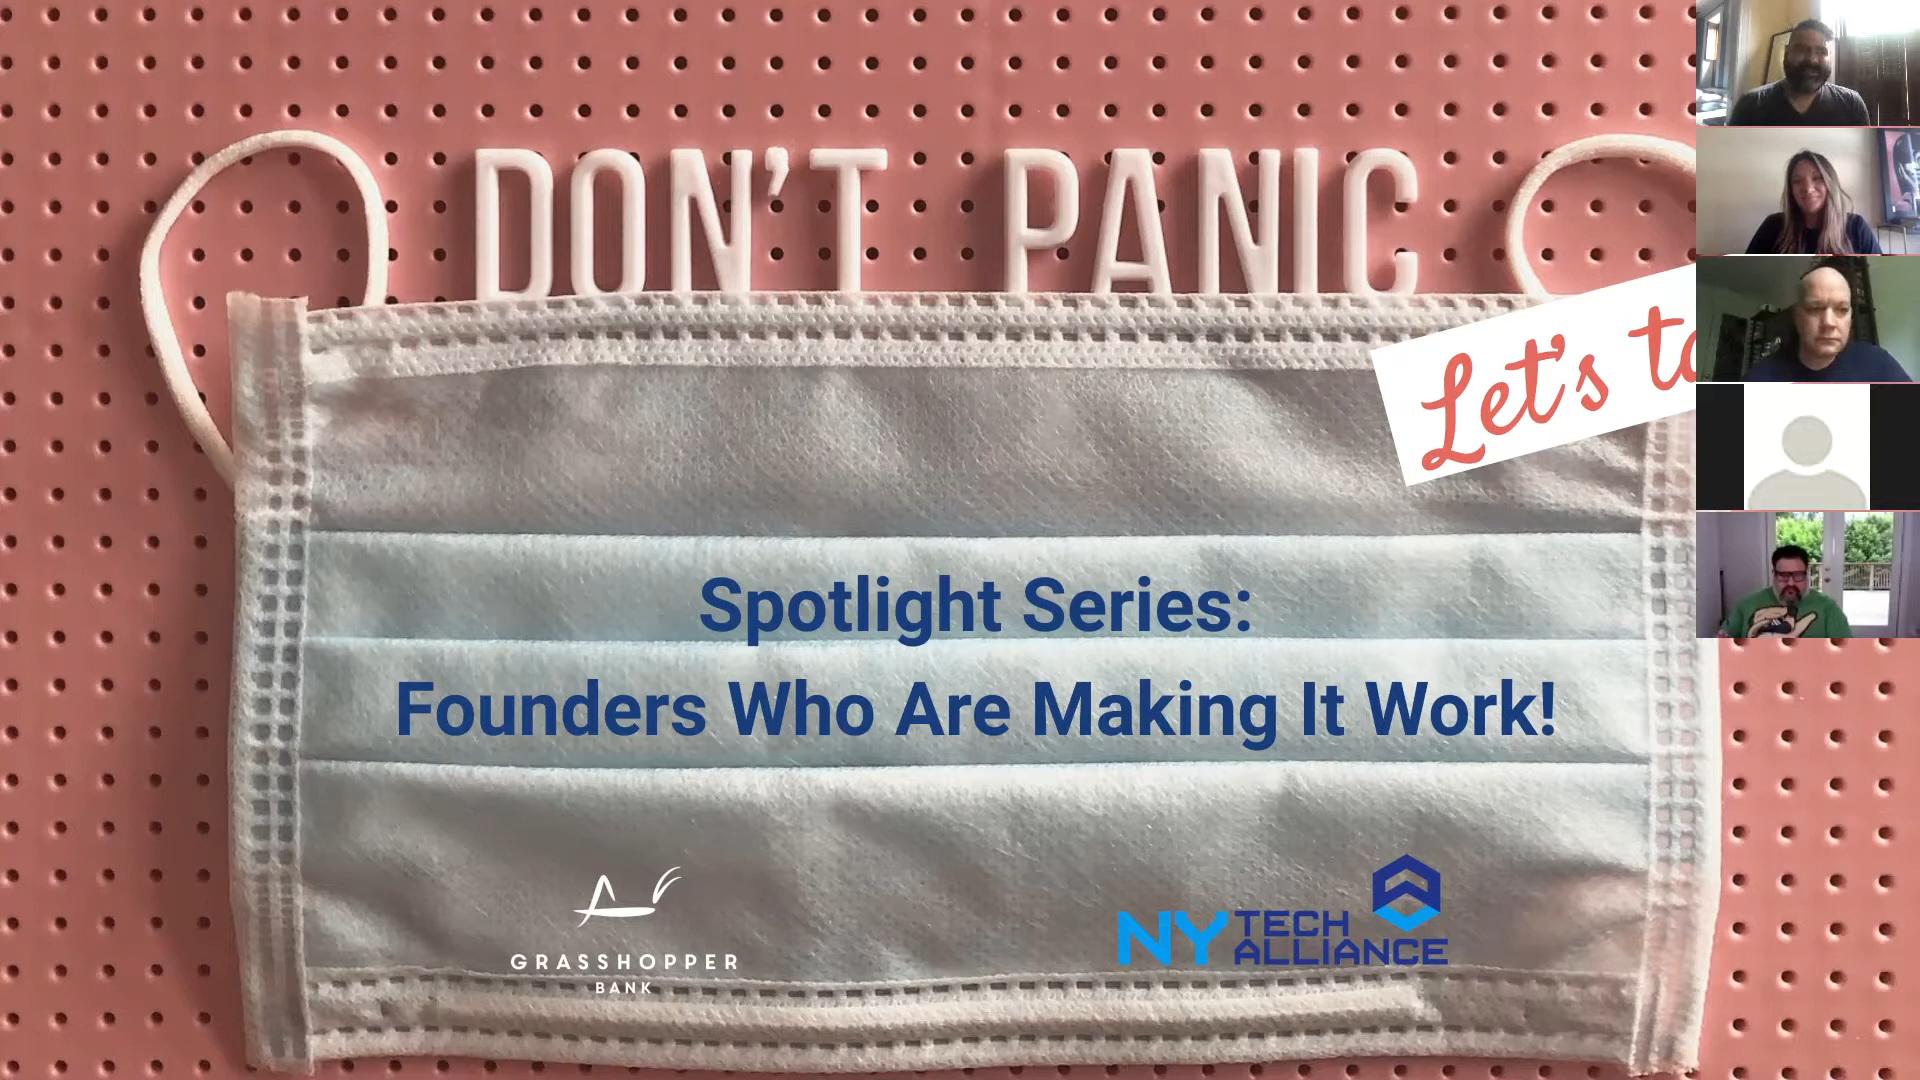 DON'T PANIC
Let's
Spotlight Series:
Founders Who Are Making It Work!
GRASSHOPPER
BANK
NY TECH
ALLIANCE